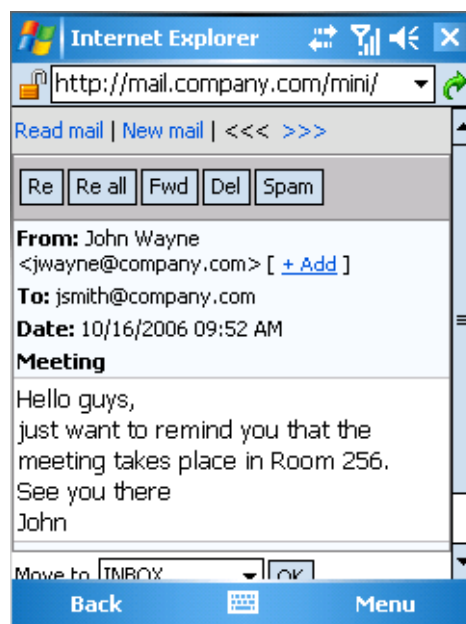 Internet Explorer
http://mail.company.com/mini/
Read mail | New mail | <<< >>>
Re Re all Fwd Del Spam
From: John Wayne
<jwayne@company.com> [ + Add ]
To: jsmith@company.com
Date: 10/16/2006 09:52 AM
Meeting
Hello guys,
just want to remind you that the
meeting takes place in Room 256.
See you there
John
Move to INBOX OK
Back Menu